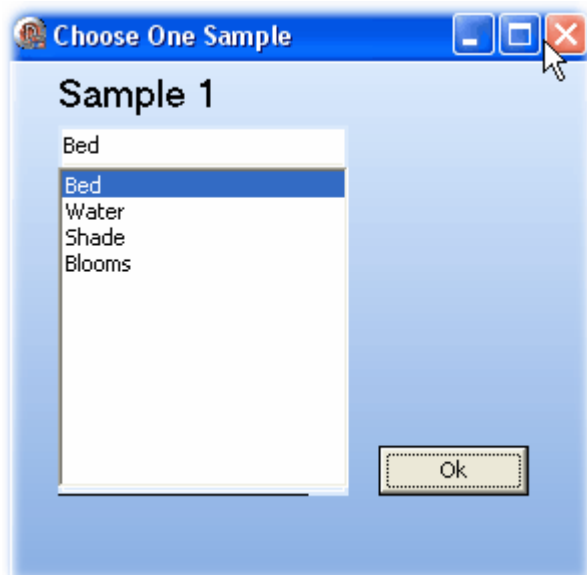 Choose One Sample
Sample 1
Bed
Bed
Water
Shade
Blooms
Ok